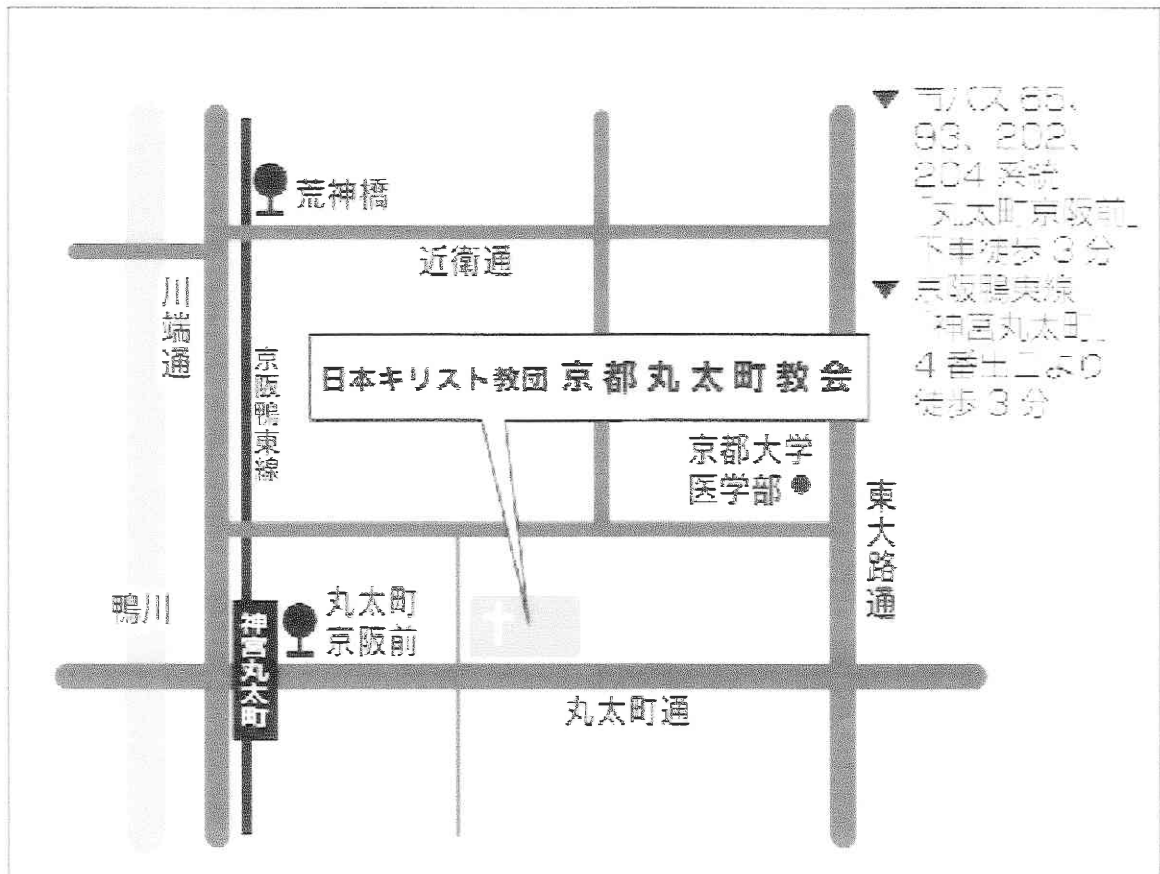 荒神橋
近衛通
川端通
京阪鴨東線
日本キリスト教団 京都丸太町教会
京都大学
医学部
東大路通
鴨川
丸太町
京阪前
神宮丸太町
丸太町通
▼ 市バス 65、
93、202、
204 系統
「丸太町京阪前」
下車徒歩 3 分
▼ 京阪鴨東線
「神宮丸太町」
4 番出口より
徒歩 3 分